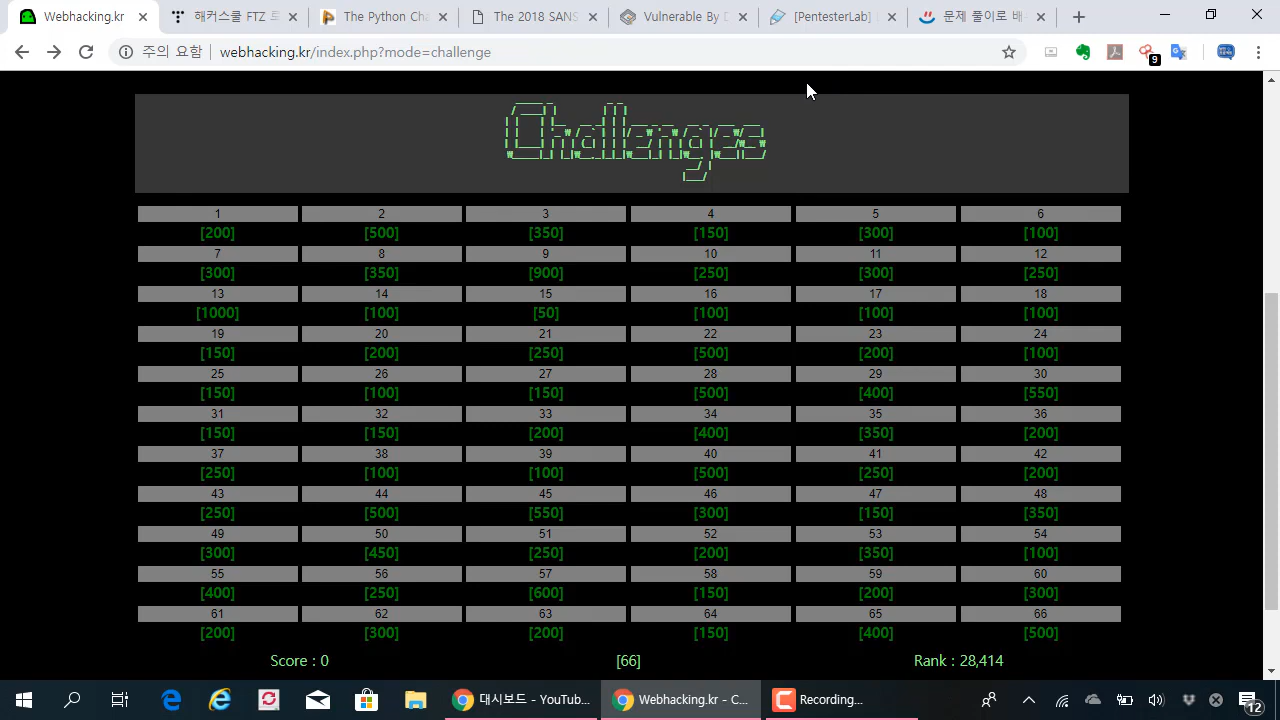 Webhacking.kr
해커스쿨 FTZ 트
The Python Cha
The 2018 SANS
Vulnerable By D
[PentesterLab] L
문제 풀이로 배우
주의 요함 webhacking.kr/index.php?mode=challenge
9
Challenges
1 2 3 4 5 6
[200] [500] [350] [150] [300] [100]
7 8 9 10 11 12
[300] [350] [900] [250] [300] [250]
13 14 15 16 17 18
[1000] [100] [50] [100] [100] [100]
19 20 21 22 23 24
[150] [200] [250] [500] [200] [100]
25 26 27 28 29 30
[150] [100] [150] [500] [400] [550]
31 32 33 34 35 36
[150] [150] [200] [400] [350] [200]
37 38 39 40 41 42
[250] [100] [100] [500] [250] [200]
43 44 45 46 47 48
[250] [500] [550] [300] [150] [350]
49 50 51 52 53 54
[300] [450] [250] [200] [350] [100]
55 56 57 58 59 60
[400] [250] [600] [150] [200] [300]
61 62 63 64 65 66
[200] [300] [200] [150] [400] [500]
Score : 0 [66] Rank : 28,414
대시보드 - YouTub...
Webhacking.kr - C...
Recording...
12